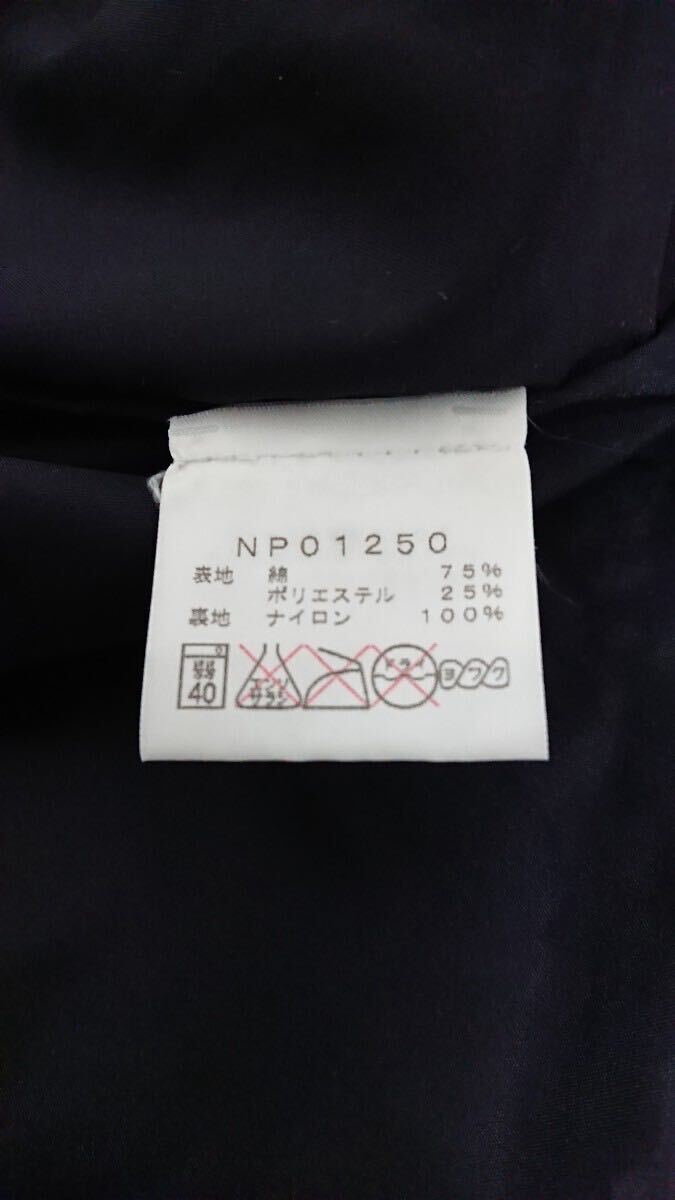 NP01250
表地 綿 75%
ポリエステル 25%
裏地 ナイロン 100%
弱 40 エンソサラシ ドライ ヨワク